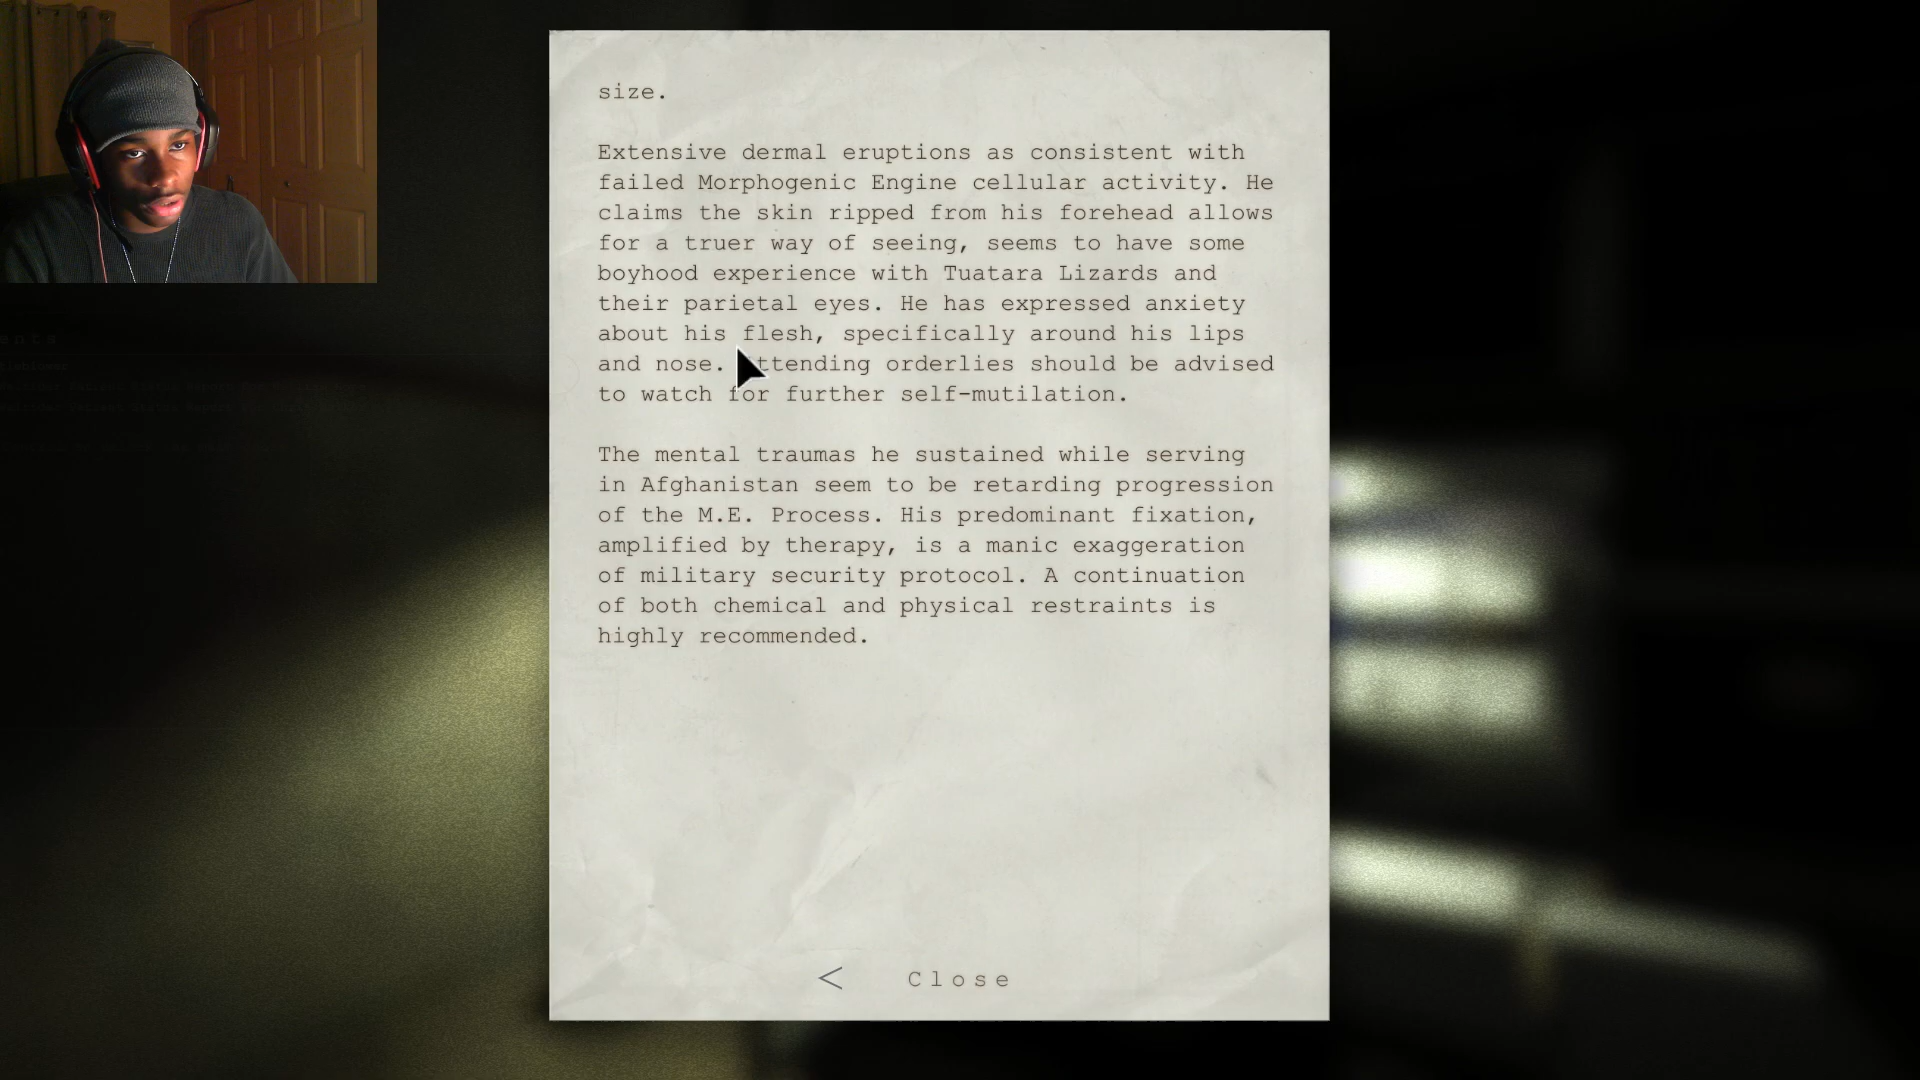 size.
Extensive dermal eruptions as consistent with
failed Morphogenic Engine cellular activity. He
claims the skin ripped from his forehead allows
for a truer way of seeing, seems to have some
boyhood experience with Tuatara Lizards and
their parietal eyes. He has expressed anxiety
about his flesh, specifically around his lips
and nose. Attending orderlies should be advised
to watch for further self-mutilation.
The mental traumas he sustained while serving
in Afghanistan seem to be retarding progression
of the M.E. Process. His predominant fixation,
amplified by therapy, is a manic exaggeration
of military security protocol. A continuation
of both chemical and physical restraints is
highly recommended.
< Close